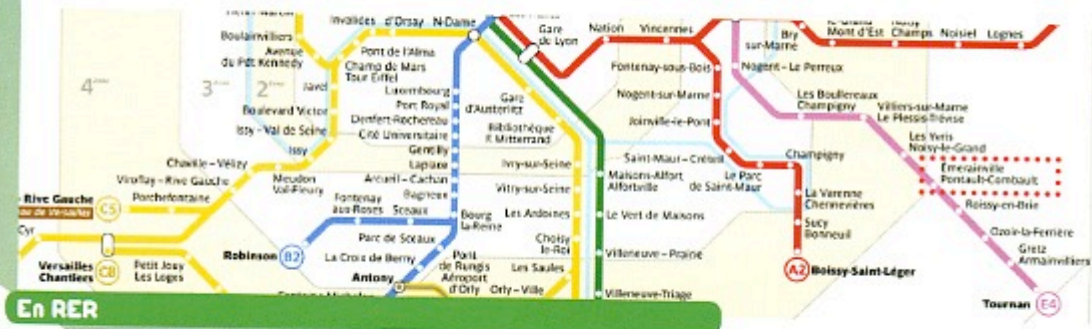 Boulainvilliers
Avenue
du Pdt Kennedy
4
3
2
Javel
Boulevard Victor
Issy - Val de Seine
Issy
Chaville - Vélizy
Viroflay - Rive Gauche
Porchefontaine
Rive Gauche
C5
Cyr
Versailles
Chantiers
C8
Petit Jouy
Les Loges
Meudon
Val-Fleury
Invalides
d'Orsay
N-Dame
Pont de l'Alma
Champ de Mars
Tour Eiffel
Luxembourg
Port Royal
Denfert-Rochereau
Cité Universitaire
Gentilly
Laplace
Arcueil - Cachan
Bagneux
Fontenay
aux-Roses
Sceaux
Bourg
la-Reine
Parc de Sceaux
Robinson
B2
La Croix de Berny
Antony
Pont
de Rungis
Aéroport
d'Orly
Orly - Ville
Les Saules
Choisy
le-Roi
Les Ardoines
Vitry-sur-Seine
Ivry-sur-Seine
Bibliothèque
F. Mitterrand
Gare
d'Austerlitz
Gare
de Lyon
Nation
Vincennes
Fontenay-sous-Bois
Nogent-sur-Marne
Joinville-le-Pont
Saint-Maur - Créteil
Le Parc
de Saint-Maur
Champigny
La Varenne
Chennevières
Sucy
Bonneuil
A2
Boissy-Saint-Léger
Maisons-Alfort
Alfortville
Le Vert de Maisons
Villeneuve - Prairie
Villeneuve-Triage
Bry
sur-Marne
Mont d'Est
Champs
Noisiel
Lognes
Nogent - Le Perreux
Les Boullereaux
Champigny
Villiers-sur-Marne
Le Plessis-Trévise
Les Yvris
Noisy-le-Grand
Émerainville
Pontault-Combault
Roissy-en-Brie
Ozoir-la-Ferrière
Gretz
Armainvilliers
Tournan
E4
En RER